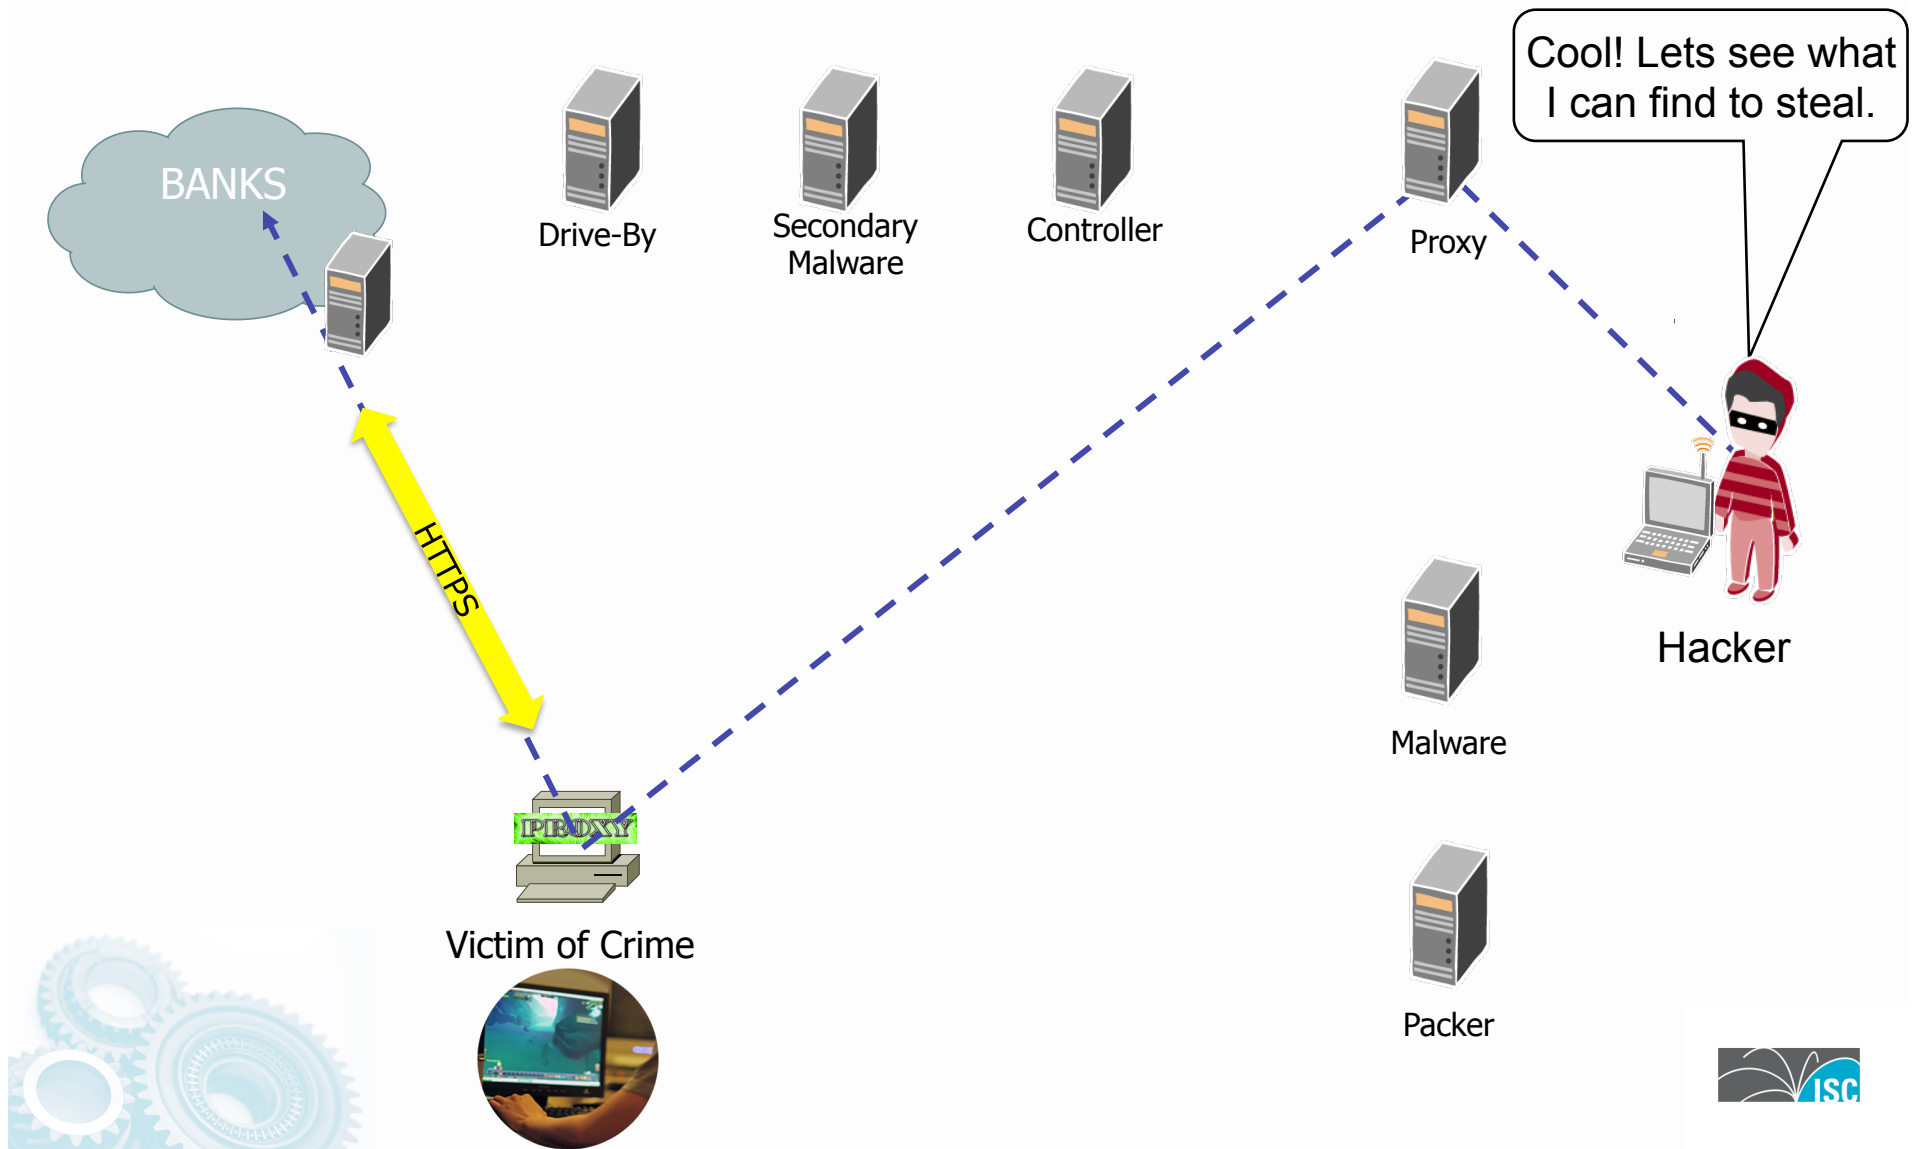 Cool! Lets see what
I can find to steal.
BANKS
Drive-By
Secondary
Malware
Controller
Proxy
HTTPS
Hacker
Malware
PROXY
Victim of Crime
Packer
ISC